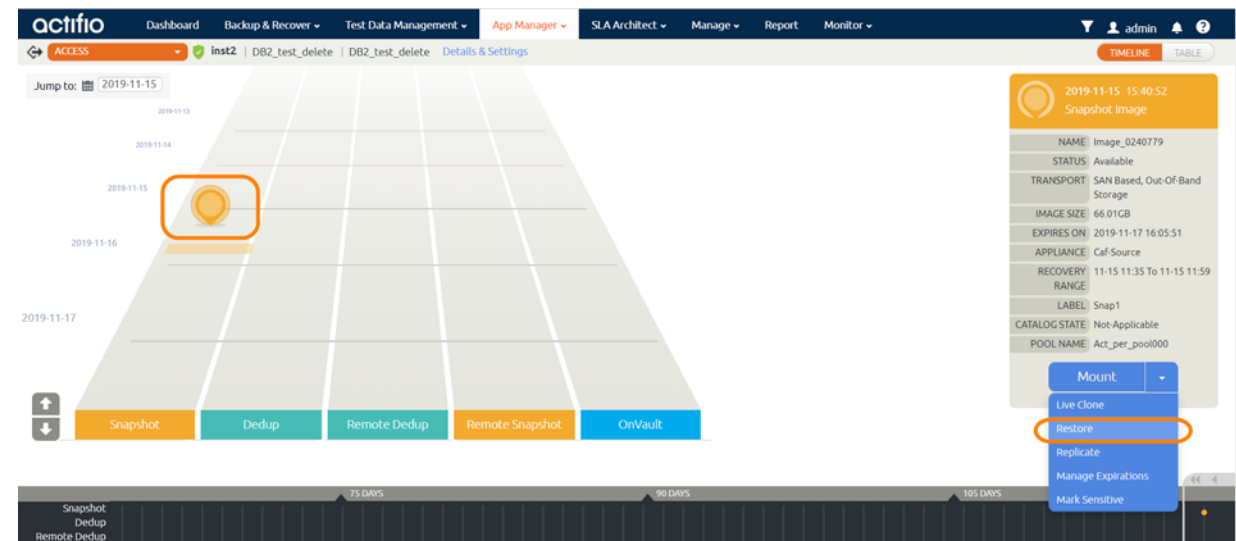 actifio Dashboard Backup & Recover Test Data Management App Manager SLA Architect Manage Report Monitor admin
ACCESS inst2 | DB2_test_delete | DB2_test_delete Details & Settings TIMELINE TABLE
Jump to: 2019-11-15
2019-11-13
2019-11-14
2019-11-15
2019-11-16
2019-11-17
Snapshot Dedup Remote Dedup Remote Snapshot OnVault
2019-11-15 15:40:52
Snapshot Image
NAME Image_0240779
STATUS Available
TRANSPORT SAN Based, Out-Of-Band
Storage
IMAGE SIZE 66.01GB
EXPIRES ON 2019-11-17 16:05:51
APPLIANCE Caf-Source
RECOVERY 11-15 11:35 To 11-15 11:59
RANGE
LABEL Snap1
CATALOG STATE Not-Applicable
POOL NAME Act_per_pool000
Mount
Live Clone
Restore
Replicate
Manage Expirations
Mark Sensitive
75 DAYS 90 DAYS 105 DAYS
Snapshot
Dedup
Remote Dedup